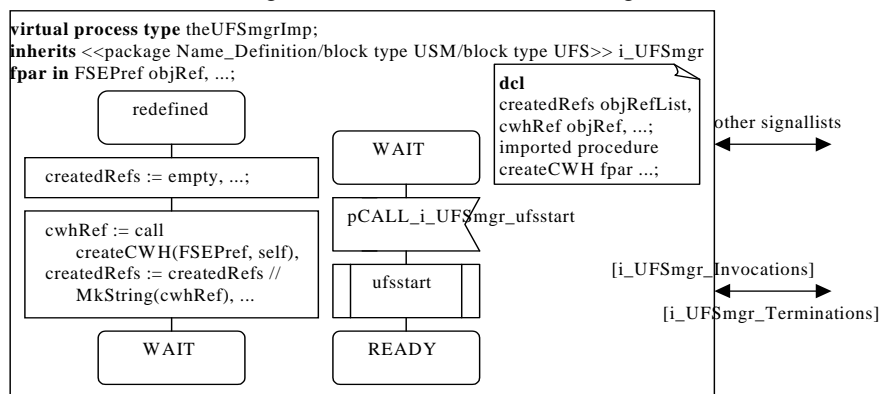 virtual process type theUFSmgrImp;
inherits <<package Name_Definition/block type USM/block type UFS>> i_UFSmgr
fpar in FSEPref objRef, ...;
redefined
createdRefs := empty, ...;
cwhRef := call
createCWH(FSEPref, self),
createdRefs := createdRefs //
MkString(cwhRef), ...
WAIT
WAIT
pCALL_i_UFSmgr_ufsstart
ufsstart
READY
dcl
createdRefs objRefList,
cwhRef objRef, ...;
imported procedure
createCWH fpar ...;
other signallists
[i_UFSmgr_Invocations]
[i_UFSmgr_Terminations]